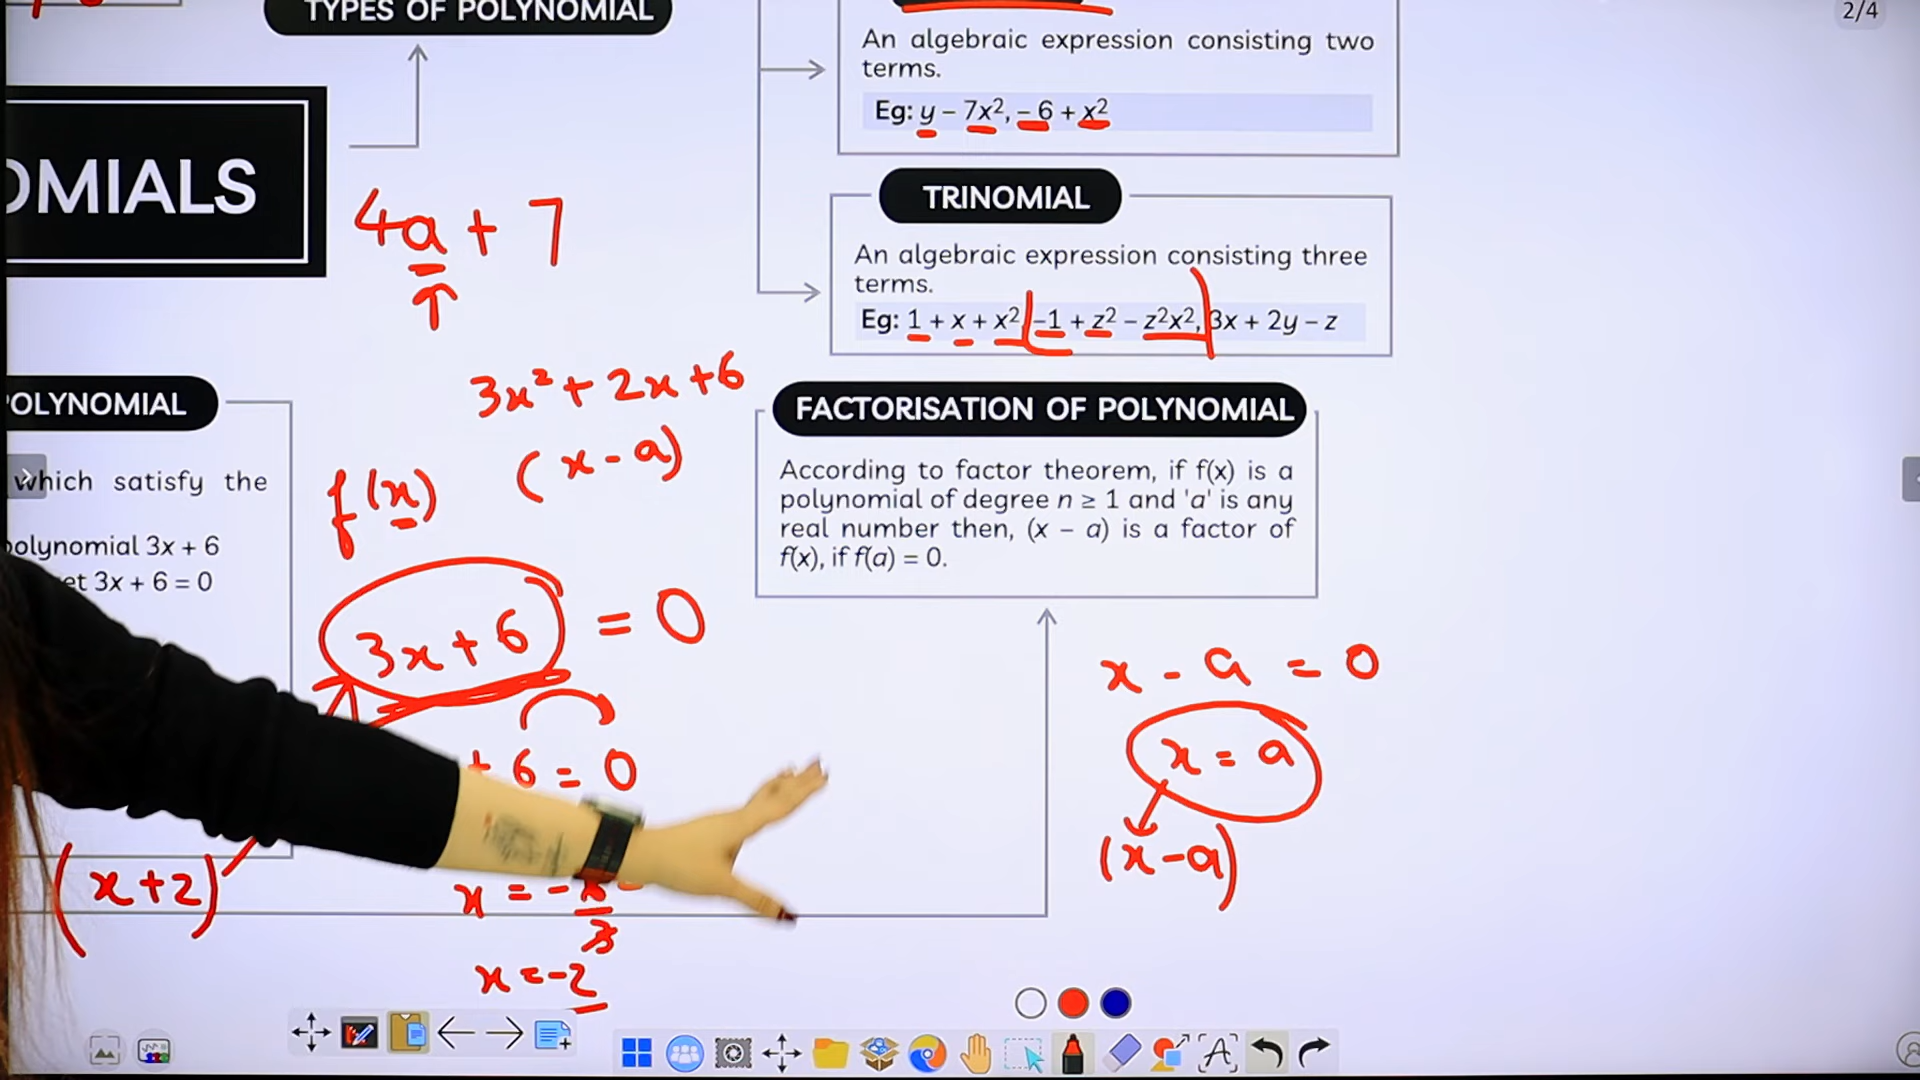 2/4
TYPES OF POLYNOMIAL
An algebraic expression consisting two
terms.
Eg: y – 7x², – 6 + x²
OMIALS
4a + 7
TRINOMIAL
An algebraic expression consisting three
terms.
Eg: 1 + x + x², –1 + z² – z²x², 3x + 2y – z
3x² + 2x + 6
(x - a)
OLYNOMIAL
FACTORISATION OF POLYNOMIAL
which satisfy the
f(x)
According to factor theorem, if f(x) is a
polynomial of degree n ≥ 1 and 'a' is any
real number then, (x – a) is a factor of
f(x), if f(a) = 0.
polynomial 3x + 6
et 3x + 6 = 0
3x + 6 = 0
+ 6 = 0
x = -
3
x = -2
(x+2)
x - a = 0
x = a
(x-a)